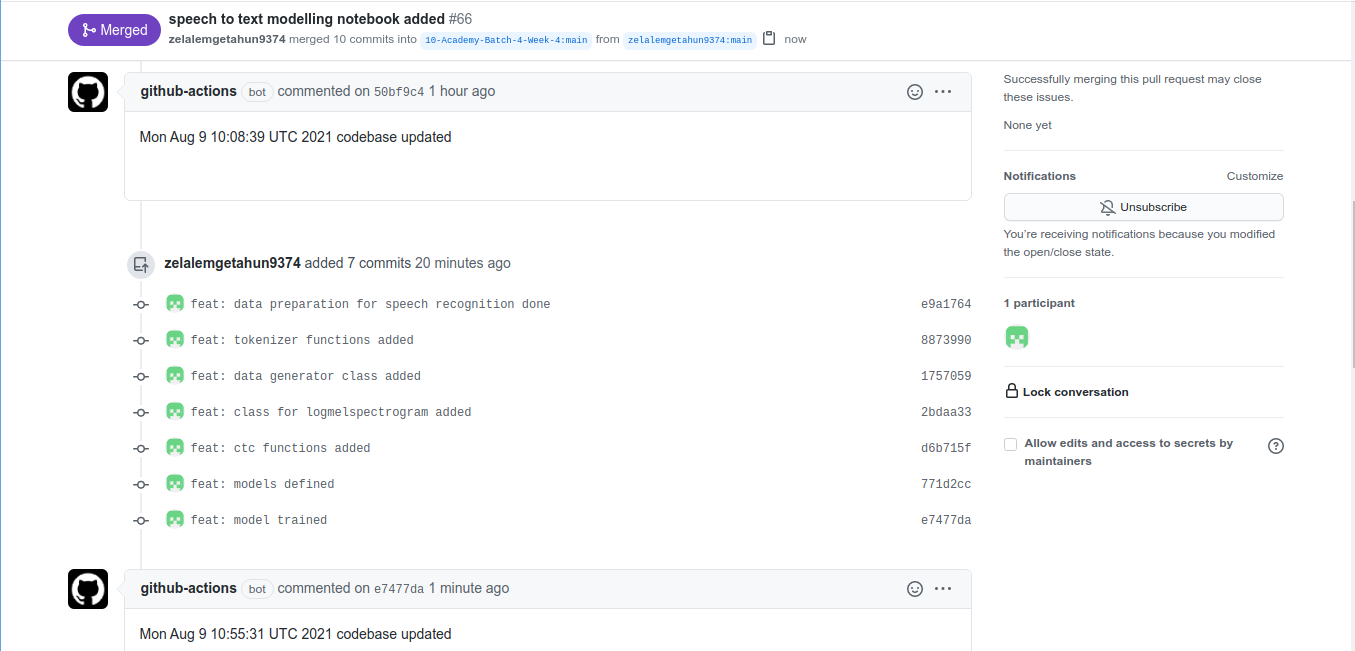 Merged
speech to text modelling notebook added #66
zelalemgetahun9374 merged 10 commits into 10-Academy-Batch-4-Week-4:main from zelalemgetahun9374:main now
github-actions bot commented on 50bf9c4 1 hour ago
Mon Aug 9 10:08:39 UTC 2021 codebase updated
zelalemgetahun9374 added 7 commits 20 minutes ago
feat: data preparation for speech recognition done e9a1764
feat: tokenizer functions added 8873990
feat: data generator class added 1757059
feat: class for logmelspectrogram added 2bdaa33
feat: ctc functions added d6b715f
feat: models defined 771d2cc
feat: model trained e7477da
github-actions bot commented on e7477da 1 minute ago
Mon Aug 9 10:55:31 UTC 2021 codebase updated
Successfully merging this pull request may close
these issues.
None yet
Notifications Customize
Unsubscribe
You're receiving notifications because you modified
the open/close state.
1 participant
Lock conversation
Allow edits and access to secrets by
maintainers